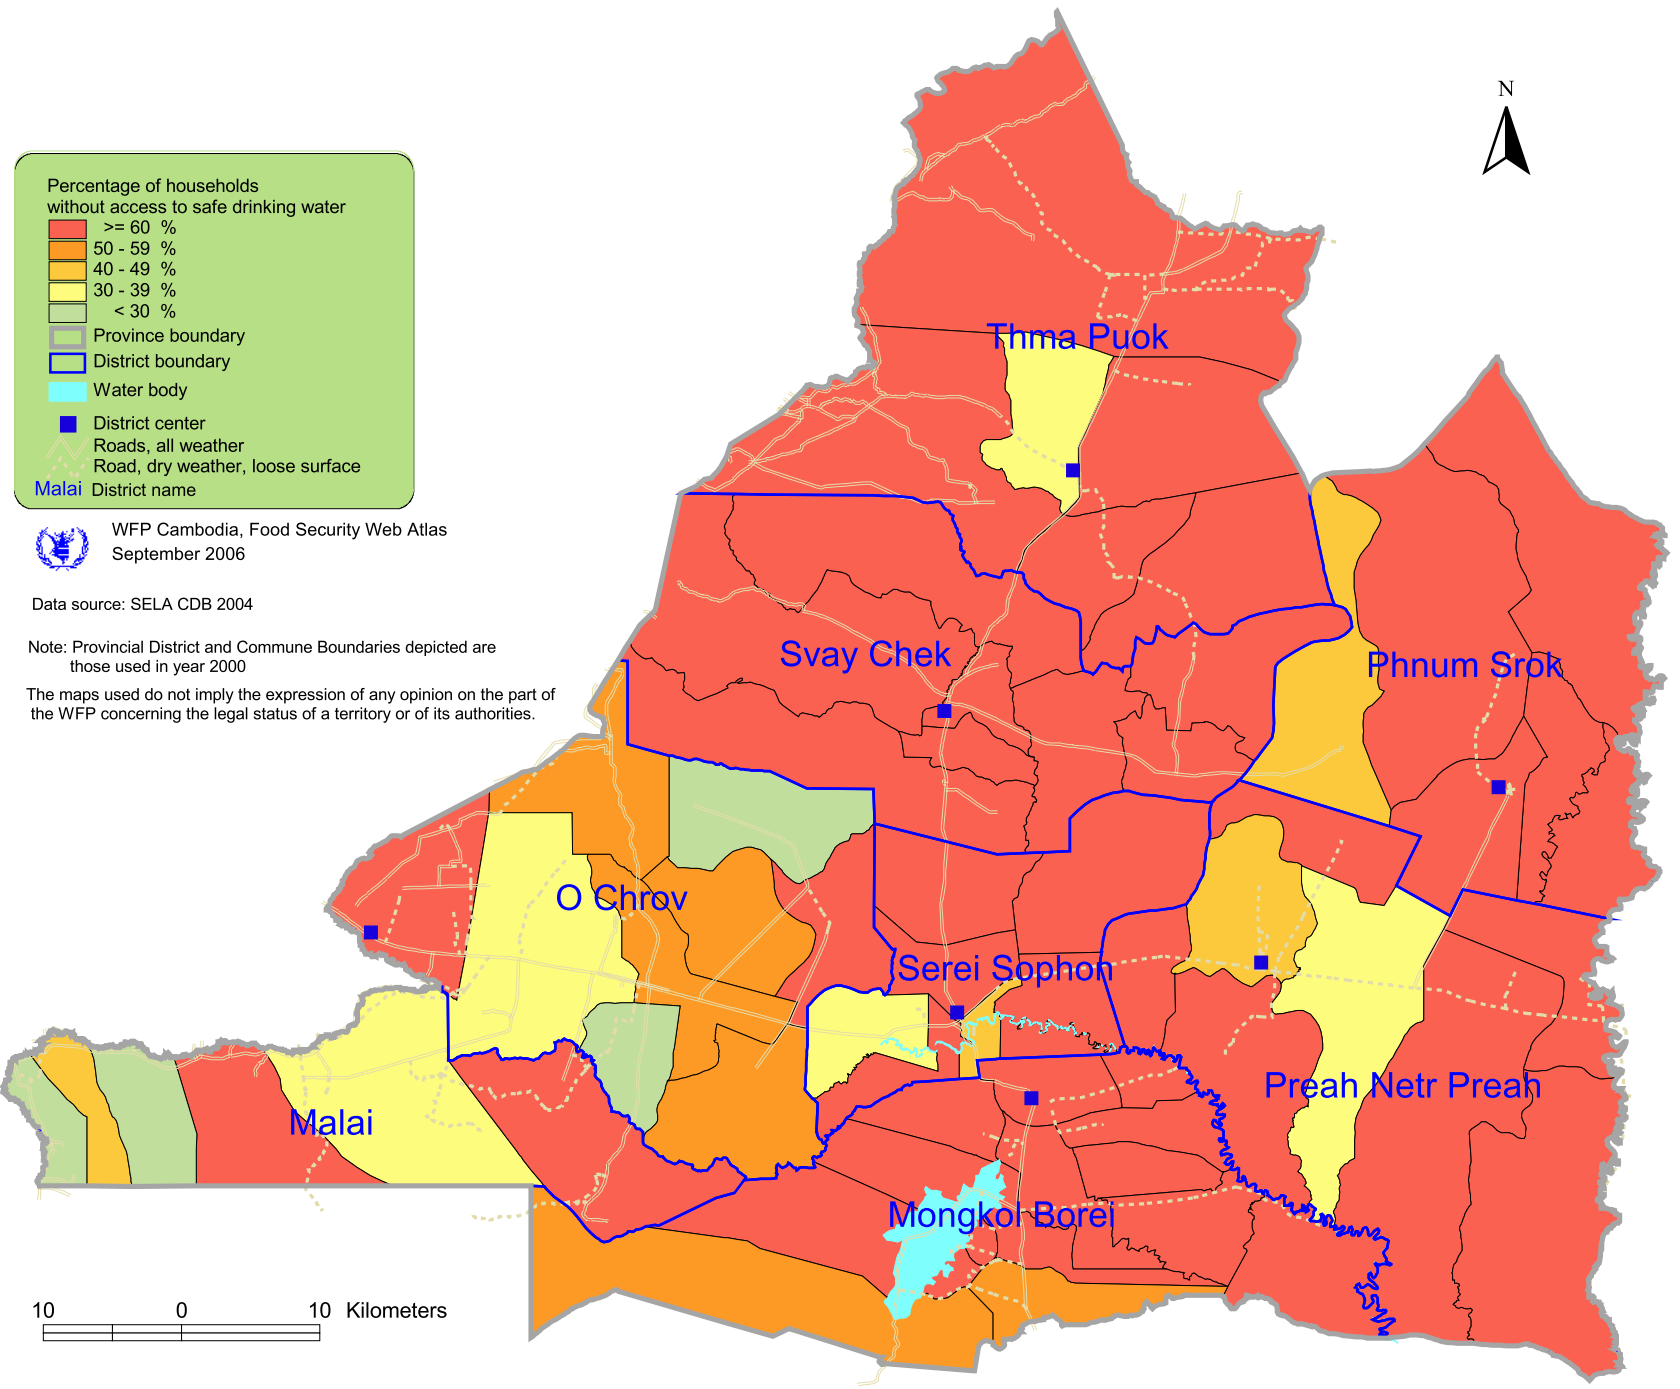 N
Percentage of households
without access to safe drinking water
>= 60 %
50 - 59 %
40 - 49 %
30 - 39 %
< 30 %
Province boundary
District boundary
Water body
District center
Roads, all weather
Road, dry weather, loose surface
Malai District name
WFP Cambodia, Food Security Web Atlas
September 2006
Data source: SELA CDB 2004
Note: Provincial District and Commune Boundaries depicted are
those used in year 2000
The maps used do not imply the expression of any opinion on the part of
the WFP concerning the legal status of a territory or of its authorities.
Thma Puok
Svay Chek
Phnum Srok
O Chrov
Serei Sophon
Preah Netr Preah
Malai
Mongkol Borei
10 0 10 Kilometers